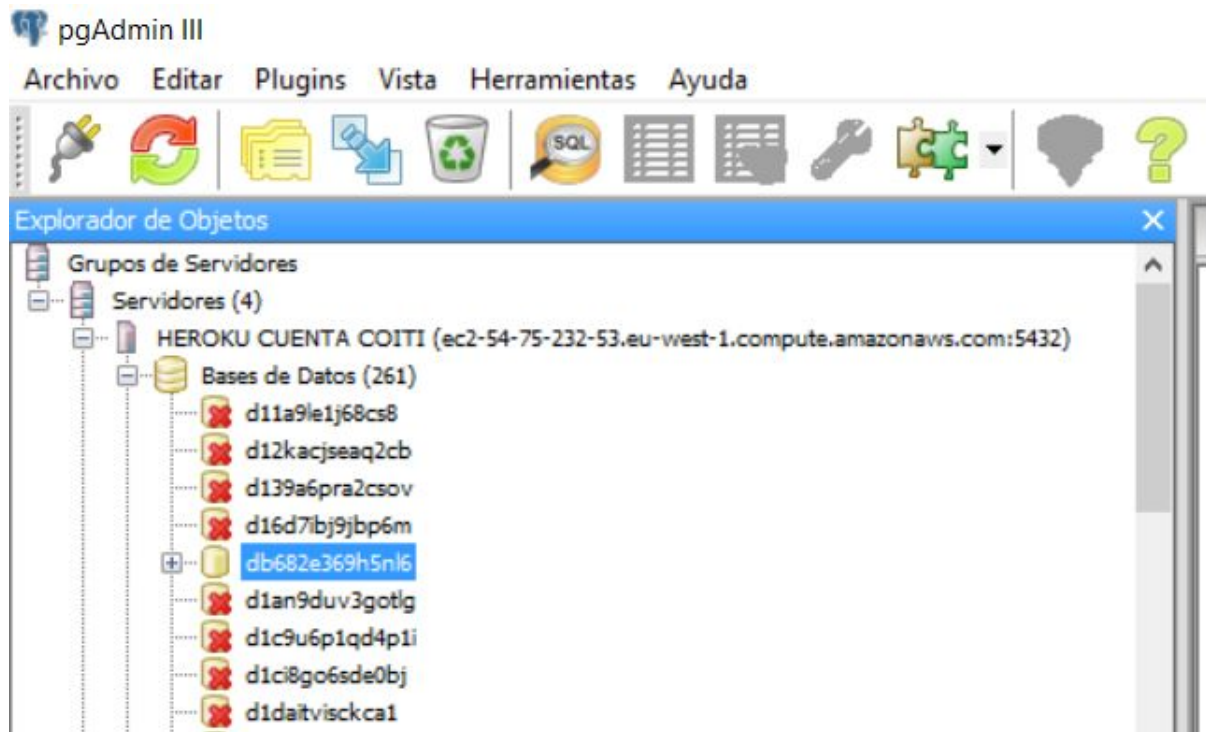 pgAdmin III
Archivo Editar Plugins Vista Herramientas Ayuda
SQL
Explorador de Objetos
Grupos de Servidores
Servidores (4)
HEROKU CUENTA COITI (ec2-54-75-232-53.eu-west-1.compute.amazonaws.com:5432)
Bases de Datos (261)
d11a9le1j68cs8
d12kacjseaq2cb
d139a6pra2csov
d16d7ibj9jbp6m
db682e369h5nl6
d1an9duv3gotlg
d1c9u6p1qd4p1i
d1ci8go6sde0bj
d1daitvisckca1